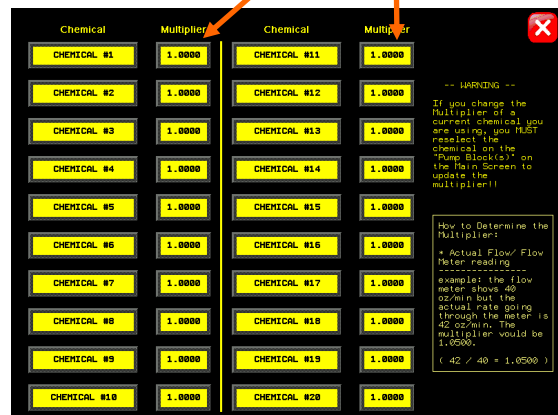 Chemical Multiplier Chemical Multiplier
CHEMICAL #1 1.0000 CHEMICAL #11 1.0000
CHEMICAL #2 1.0000 CHEMICAL #12 1.0000
CHEMICAL #3 1.0000 CHEMICAL #13 1.0000
CHEMICAL #4 1.0000 CHEMICAL #14 1.0000
CHEMICAL #5 1.0000 CHEMICAL #15 1.0000
CHEMICAL #6 1.0000 CHEMICAL #16 1.0000
CHEMICAL #7 1.0000 CHEMICAL #17 1.0000
CHEMICAL #8 1.0000 CHEMICAL #18 1.0000
CHEMICAL #9 1.0000 CHEMICAL #19 1.0000
CHEMICAL #10 1.0000 CHEMICAL #20 1.0000
-- WARNING --
If you change the
Multiplier of a
current chemical you
are using, you MUST
reselect the
chemical on the
"Pump Block(s)" on
the Main Screen to
update the
multiplier!!
How to Determine the
Multiplier:
* Actual Flow/ Flow
Meter reading
----------------
example: the flow
meter shows 40
oz/min but the
actual rate going
through the meter is
42 oz/min. The
multiplier would be
1.0500.
( 42 / 40 = 1.0500 )